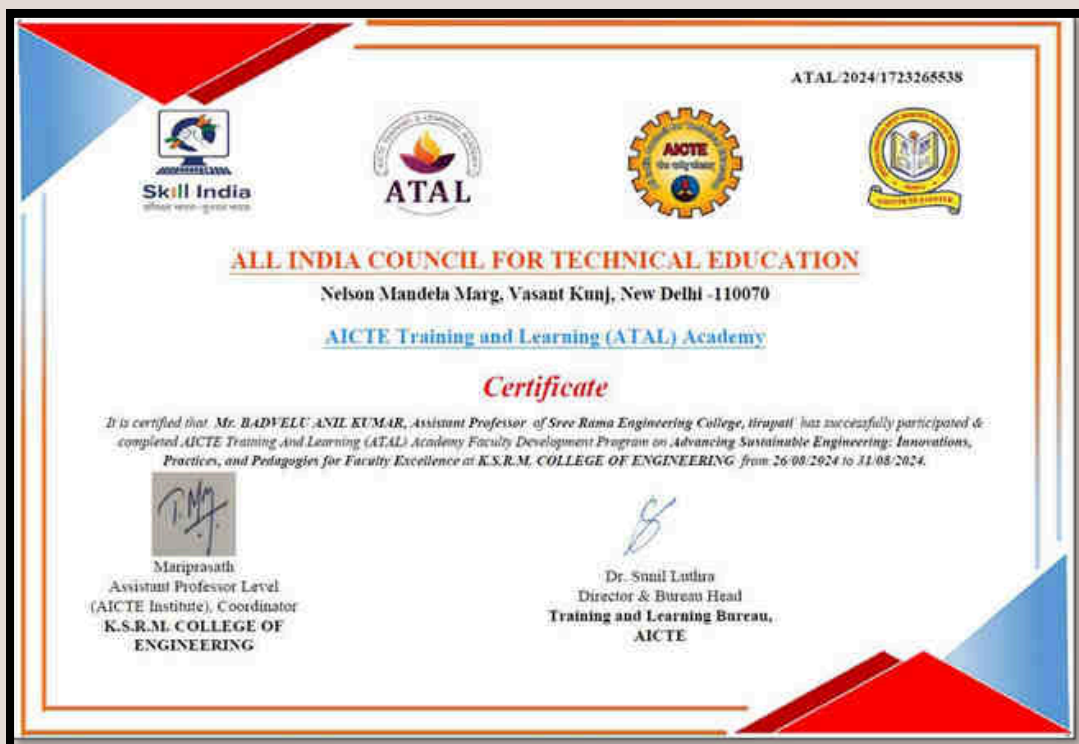 ATAL/2024/1723265538
Skill India
ATAL
AICTE
ALL INDIA COUNCIL FOR TECHNICAL EDUCATION
Nelson Mandela Marg, Vasant Kunj, New Delhi -110070
AICTE Training and Learning (ATAL) Academy
Certificate
It is certified that Mr. BADVELU ANIL KUMAR, Assistant Professor of Sree Rama Engineering College, tirupati has successfully participated &
completed AICTE Training And Learning (ATAL) Academy Faculty Development Program on Advancing Sustainable Engineering: Innovations,
Practices, and Pedagogies for Faculty Excellence at K.S.R.M. COLLEGE OF ENGINEERING from 26/08/2024 to 31/08/2024.
Mariprasath
Assistant Professor Level
(AICTE Institute), Coordinator
K.S.R.M. COLLEGE OF
ENGINEERING
Dr. Sunil Luthra
Director & Bureau Head
Training and Learning Bureau,
AICTE